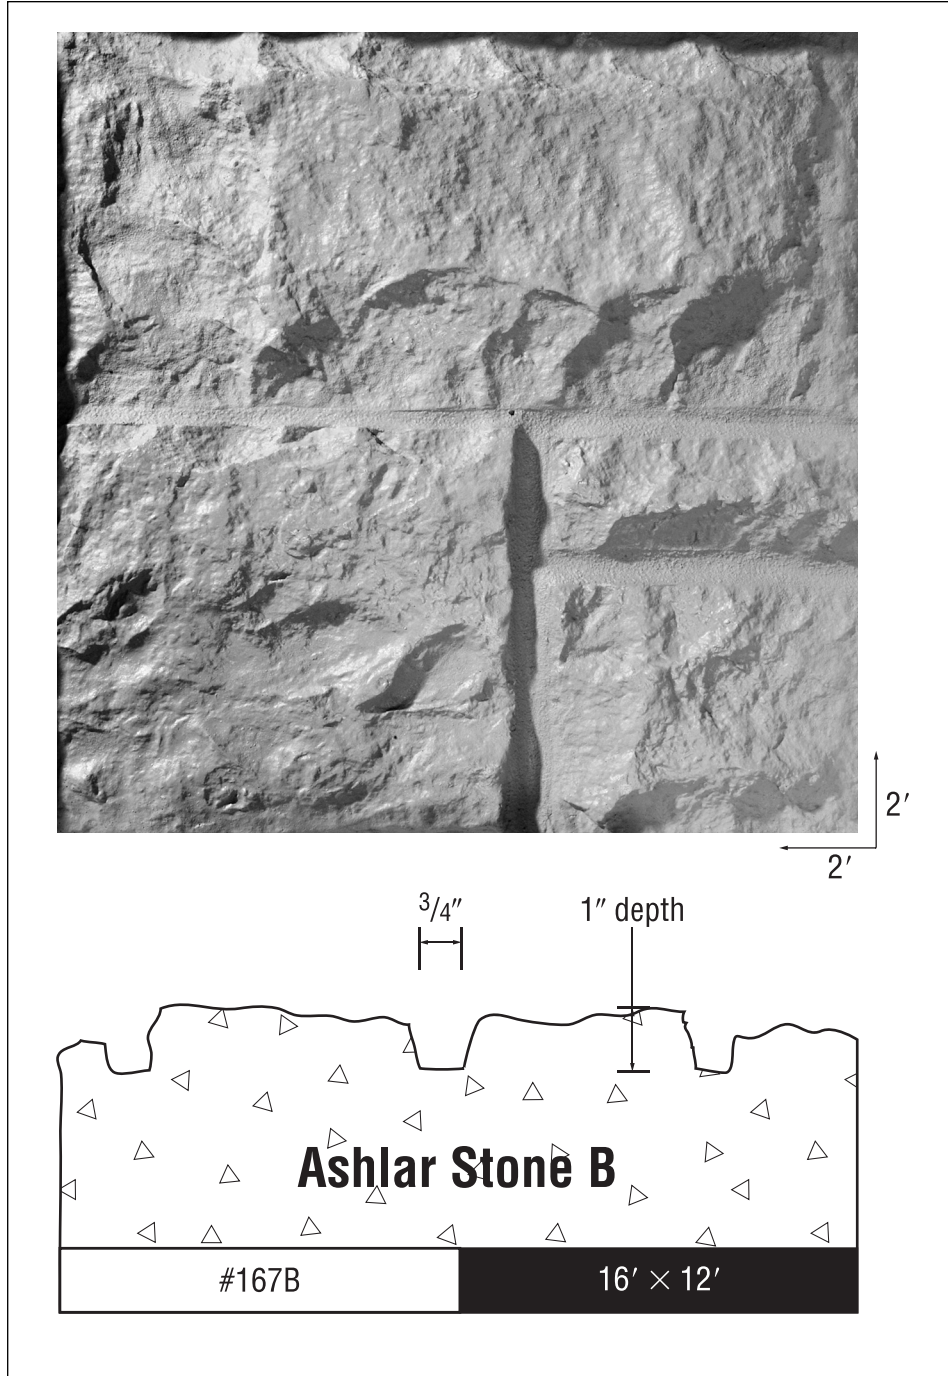 2′
2′
3/4″
1″ depth
Ashlar Stone B
#167B
16′ × 12′